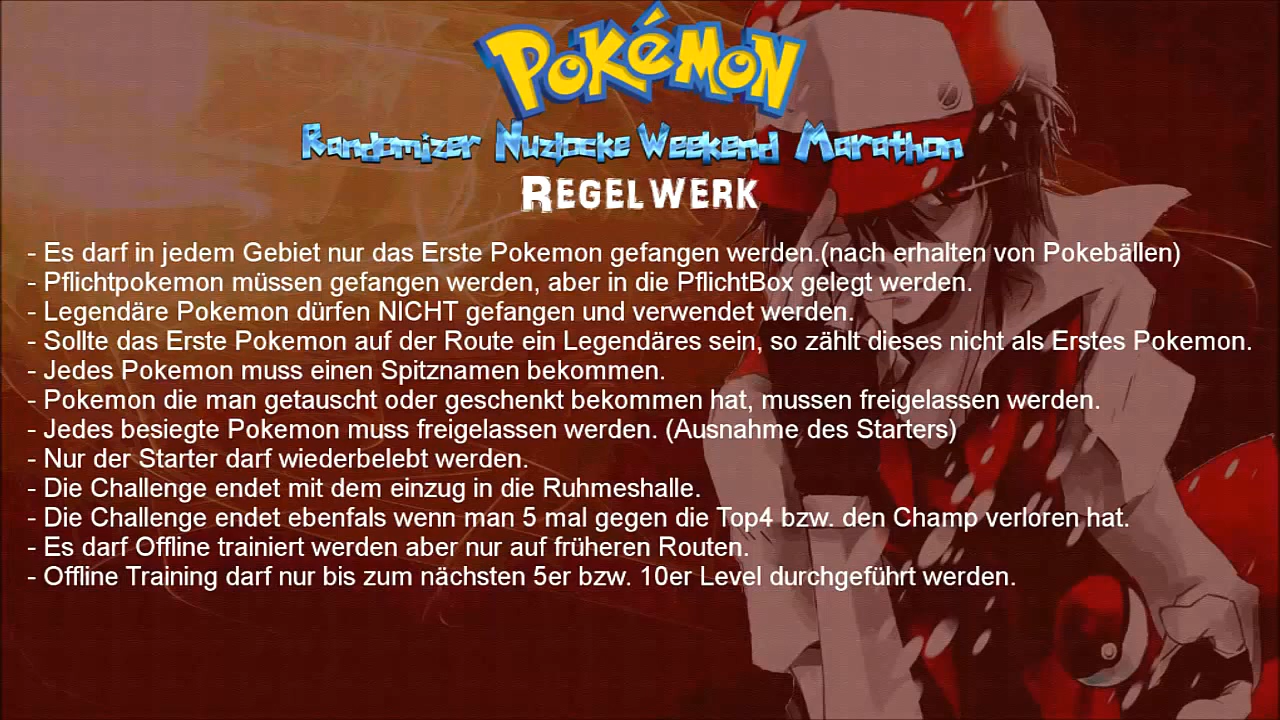 POKéMON
Randomizer Nuzlocke Weekend Marathon
REGELWERK
- Es darf in jedem Gebiet nur das Erste Pokemon gefangen werden.(nach erhalten von Pokebällen)
- Pflichtpokemon müssen gefangen werden, aber in die PflichtBox gelegt werden.
- Legendäre Pokemon dürfen NICHT gefangen und verwendet werden.
- Sollte das Erste Pokemon auf der Route ein Legendäres sein, so zählt dieses nicht als Erstes Pokemon.
- Jedes Pokemon muss einen Spitznamen bekommen.
- Pokemon die man getauscht oder geschenkt bekommen hat, mussen freigelassen werden.
- Jedes besiegte Pokemon muss freigelassen werden. (Ausnahme des Starters)
- Nur der Starter darf wiederbelebt werden.
- Die Challenge endet mit dem einzug in die Ruhmeshalle.
- Die Challenge endet ebenfals wenn man 5 mal gegen die Top4 bzw. den Champ verloren hat.
- Es darf Offline trainiert werden aber nur auf früheren Routen.
- Offline Training darf nur bis zum nächsten 5er bzw. 10er Level durchgeführt werden.